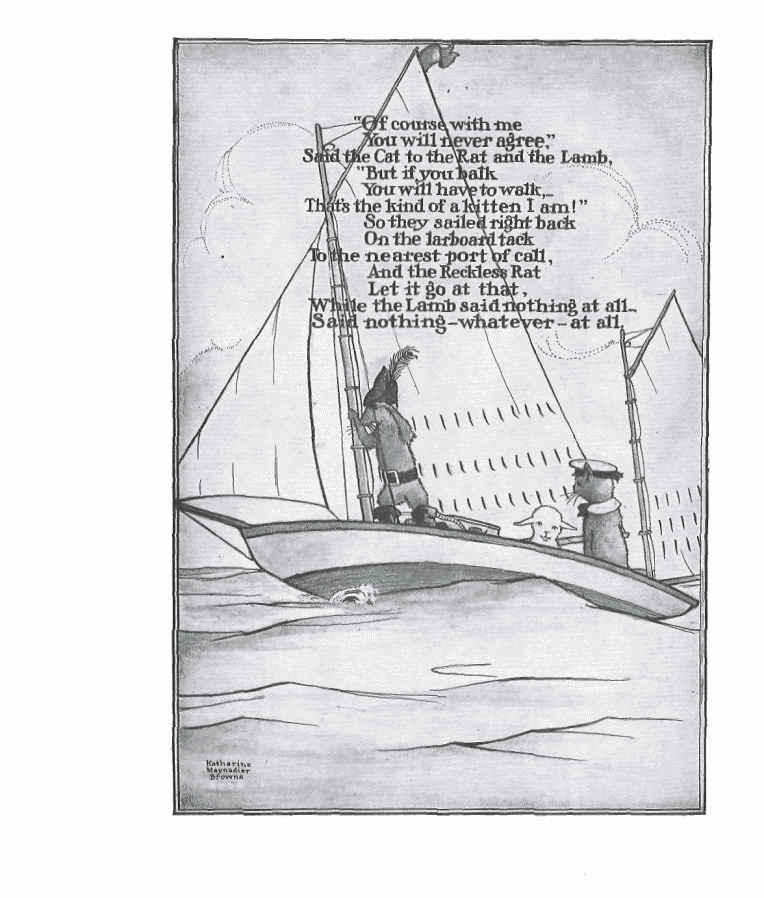 "Of course with me
You will never agree,"
Said the Cat to the Rat and the Lamb,
"But if you balk
You will have to walk,—
That's the kind of a kitten I am!"
So they sailed right back
On the larboard tack
To the nearest port of call,
And the Reckless Rat
Let it go at that,
While the Lamb said nothing at all—
Said nothing—whatever—at all.
Katharine
Maynadier
Browne